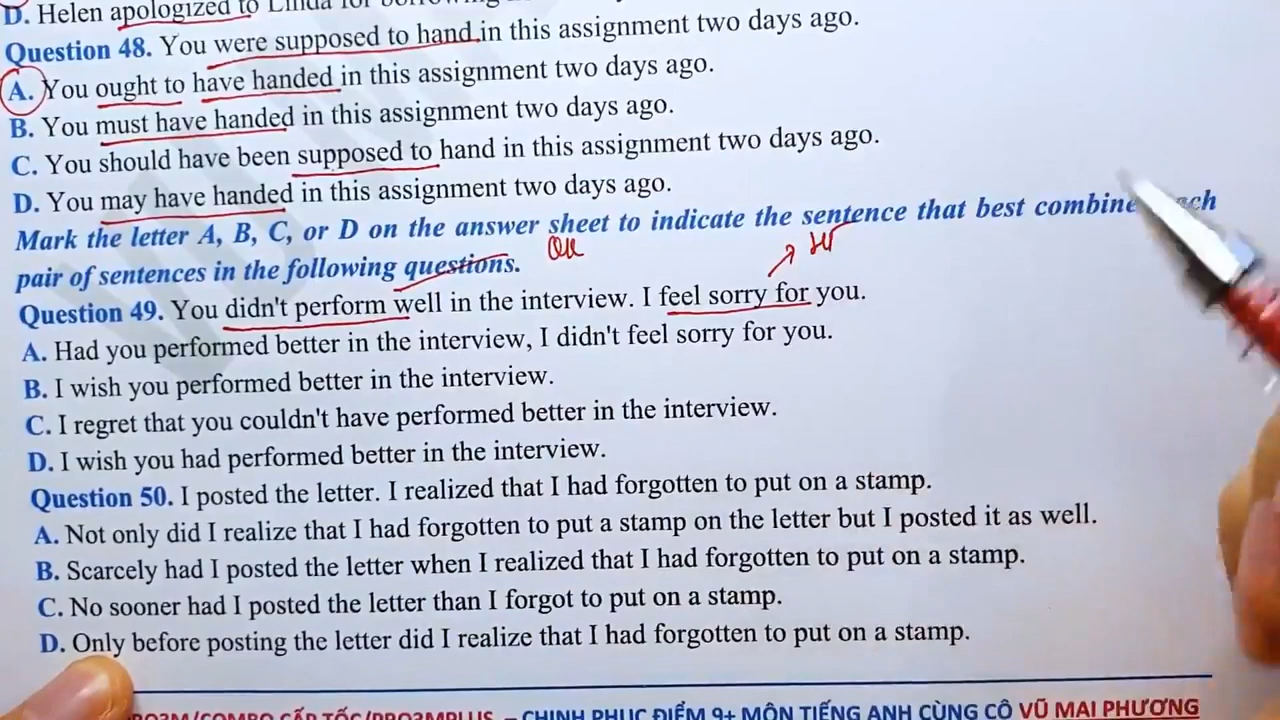 D. Helen apologized to Linda for
Question 48. You were supposed to hand in this assignment two days ago.
A. You ought to have handed in this assignment two days ago.
B. You must have handed in this assignment two days ago.
C. You should have been supposed to hand in this assignment two days ago.
D. You may have handed in this assignment two days ago.
Mark the letter A, B, C, or D on the answer sheet to indicate the sentence that best combine
pair of sentences in the following questions.
Question 49. You didn't perform well in the interview. I feel sorry for you.
A. Had you performed better in the interview, I didn't feel sorry for you.
B. I wish you performed better in the interview.
C. I regret that you couldn't have performed better in the interview.
D. I wish you had performed better in the interview.
Question 50. I posted the letter. I realized that I had forgotten to put on a stamp.
A. Not only did I realize that I had forgotten to put a stamp on the letter but I posted it as well.
B. Scarcely had I posted the letter when I realized that I had forgotten to put on a stamp.
C. No sooner had I posted the letter than I forgot to put on a stamp.
D. Only before posting the letter did I realize that I had forgotten to put on a stamp.
CẤP TỐC/PRO3MPLUS – CHINH PHỤC ĐIỂM 9+ MÔN TIẾNG ANH CÙNG CÔ VŨ MAI PHƯƠNG